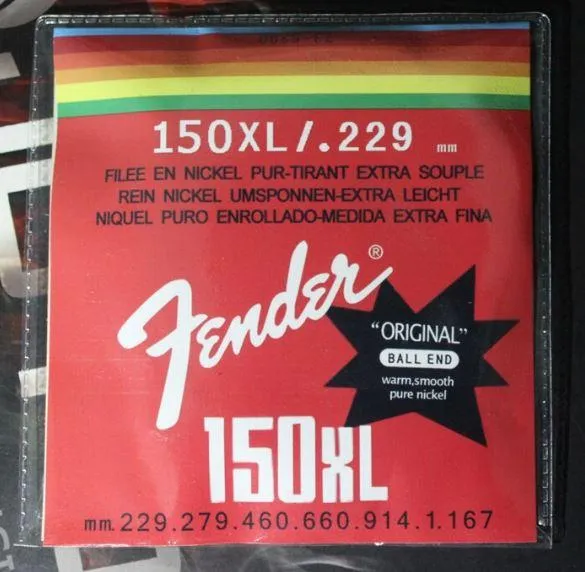 150XL/.229 mm
FILEE EN NICKEL PUR-TIRANT EXTRA SOUPLE
REIN NICKEL UMSPONNEN-EXTRA LEICHT
NIQUEL PURO ENROLLADO-MEDIDA EXTRA FINA
Fender®
"ORIGINAL"
BALL END
warm,smooth
pure nickel
150XL
mm.229.279.460.660.914.1.167